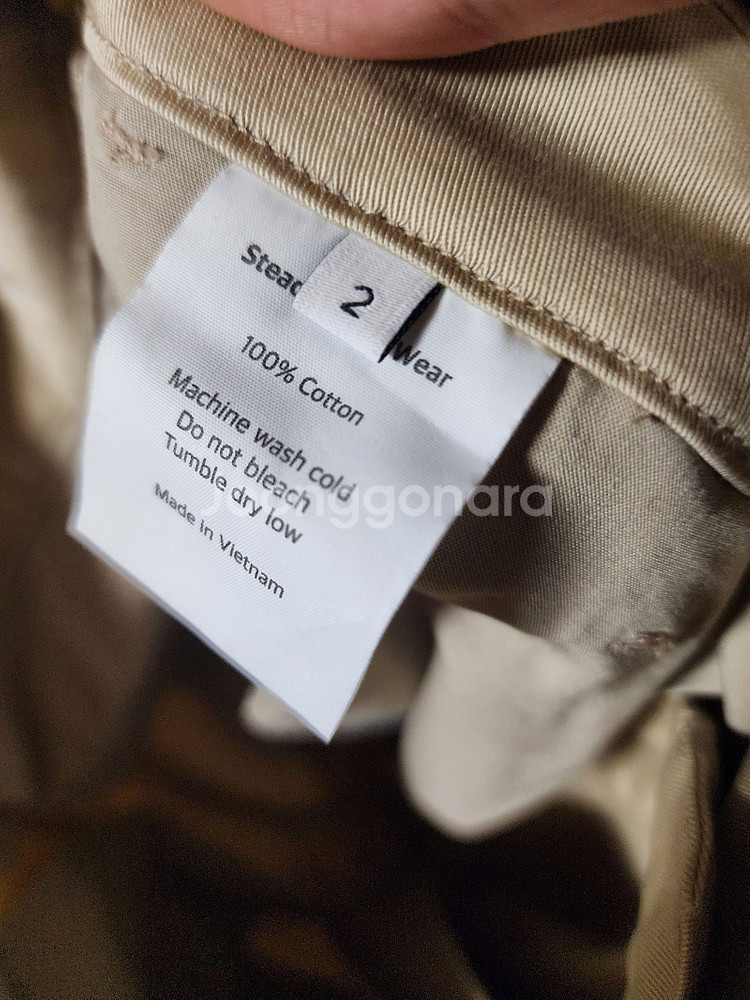 Stead
2
Wear
100% Cotton
Machine wash cold
Do not bleach
Tumble dry low
Made in Vietnam
Joonggonara